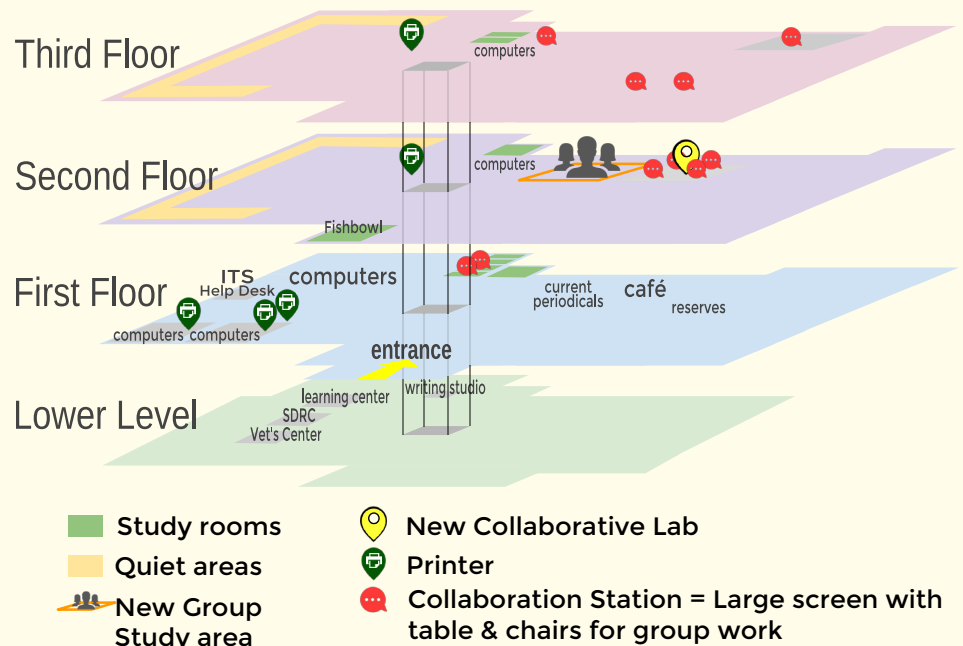 Third Floor
computers
Second Floor
computers
Fishbowl
First Floor
ITS
Help Desk
computers
computers
computers
current
periodicals
café
reserves
entrance
Lower Level
learning center
writing studio
SDRC
Vet's Center
Study rooms
Quiet areas
New Group
Study area
New Collaborative Lab
Printer
Collaboration Station = Large screen with
table & chairs for group work